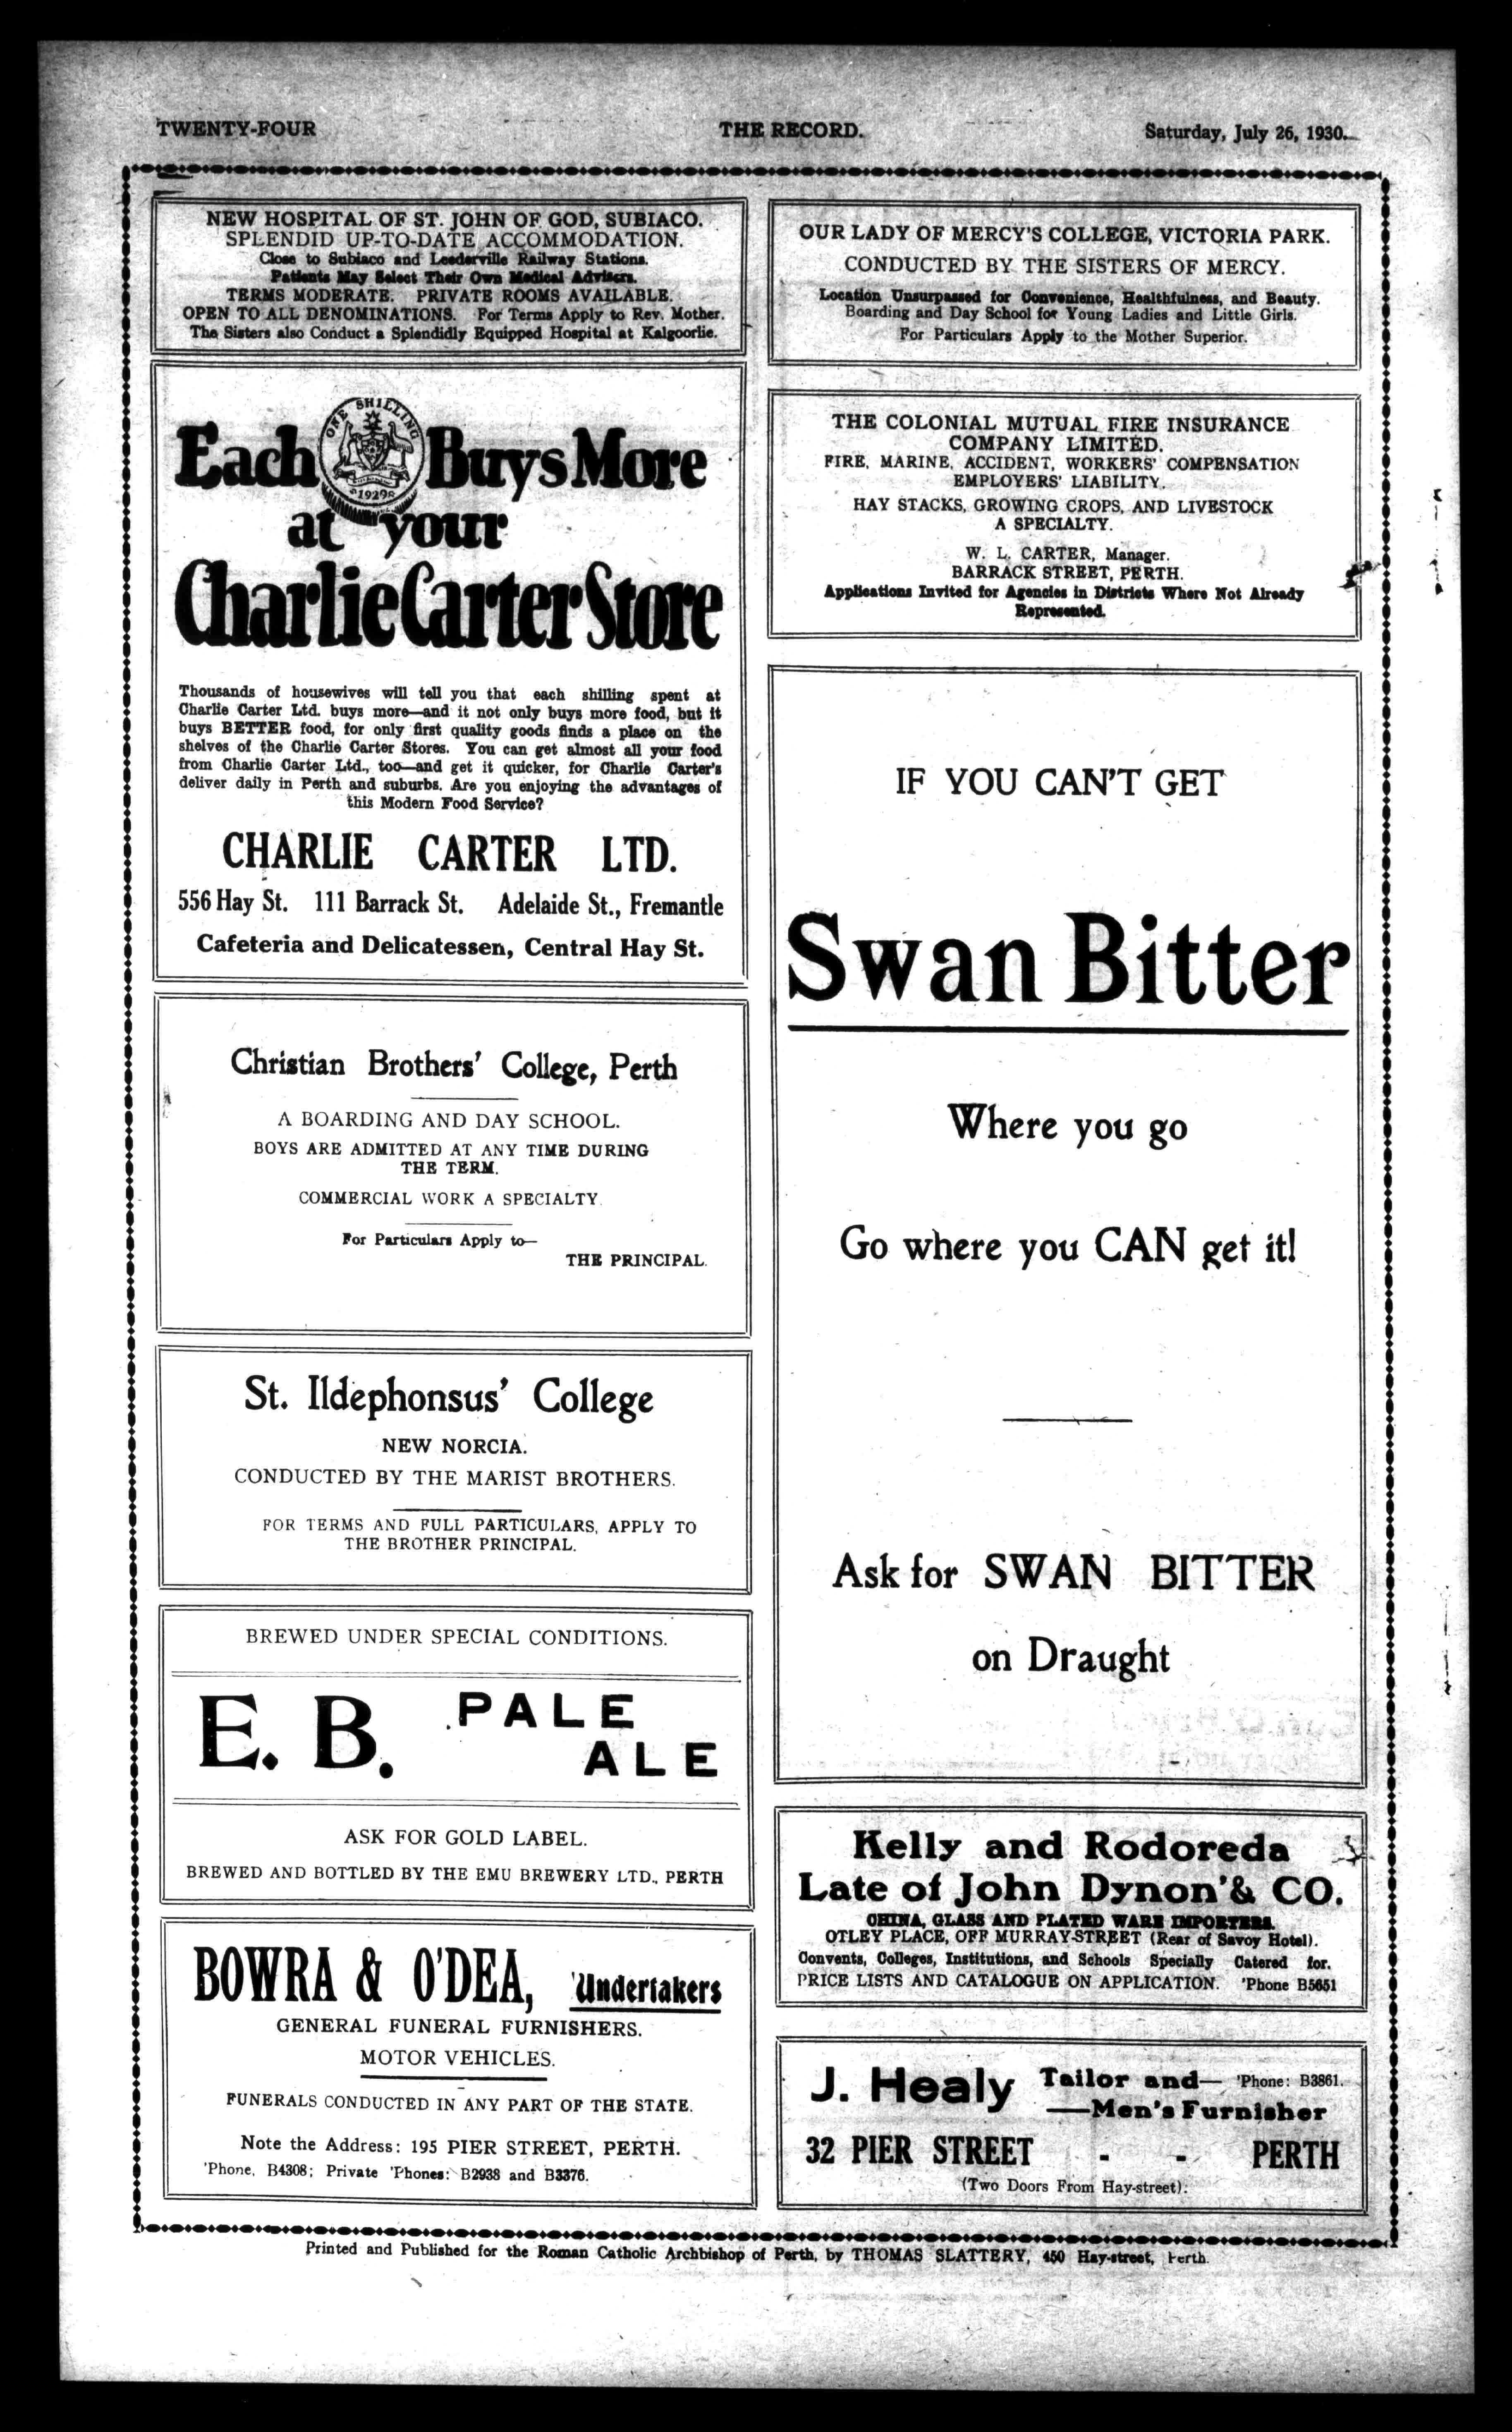 TWENTY-FOUR
THE RECORD.
Saturday, July 26, 1930.
NEW HOSPITAL OF ST. JOHN OF GOD, SUBIACO.
SPLENDID UP-TO-DATE ACCOMMODATION.
Close to Subiaco and Leederville Railway Stations.
Patients May Select Their Own Medical Advisers.
TERMS MODERATE. PRIVATE ROOMS AVAILABLE.
OPEN TO ALL DENOMINATIONS. For Terms Apply to Rev. Mother.
The Sisters also Conduct a Splendidly Equipped Hospital at Kalgoorlie.
Each ONE SHILLING 1929 Buys More
at your
Charlie Carter Store
Thousands of housewives will tell you that each shilling spent at
Charlie Carter Ltd. buys more—and it not only buys more food, but it
buys BETTER food, for only first quality goods finds a place on the
shelves of the Charlie Carter Stores. You can get almost all your food
from Charlie Carter Ltd., too—and get it quicker, for Charlie Carter's
deliver daily in Perth and suburbs. Are you enjoying the advantages of
this Modern Food Service?
CHARLIE CARTER LTD.
556 Hay St. 111 Barrack St. Adelaide St., Fremantle
Cafeteria and Delicatessen, Central Hay St.
Christian Brothers' College, Perth
A BOARDING AND DAY SCHOOL.
BOYS ARE ADMITTED AT ANY TIME DURING
THE TERM.
COMMERCIAL WORK A SPECIALTY.
For Particulars Apply to—
THE PRINCIPAL.
St. Ildephonsus' College
NEW NORCIA.
CONDUCTED BY THE MARIST BROTHERS.
FOR TERMS AND FULL PARTICULARS, APPLY TO
THE BROTHER PRINCIPAL.
BREWED UNDER SPECIAL CONDITIONS.
E. B. PALE
ALE
ASK FOR GOLD LABEL.
BREWED AND BOTTLED BY THE EMU BREWERY LTD., PERTH
BOWRA & O'DEA, Undertakers
GENERAL FUNERAL FURNISHERS.
MOTOR VEHICLES.
FUNERALS CONDUCTED IN ANY PART OF THE STATE.
Note the Address: 195 PIER STREET, PERTH.
'Phone, B4308; Private 'Phones: B2938 and B3376.
OUR LADY OF MERCY'S COLLEGE, VICTORIA PARK.
CONDUCTED BY THE SISTERS OF MERCY.
Location Unsurpassed for Convenience, Healthfulness, and Beauty.
Boarding and Day School for Young Ladies and Little Girls.
For Particulars Apply to the Mother Superior.
THE COLONIAL MUTUAL FIRE INSURANCE
COMPANY LIMITED.
FIRE, MARINE, ACCIDENT, WORKERS' COMPENSATION
EMPLOYERS' LIABILITY.
HAY STACKS, GROWING CROPS, AND LIVESTOCK
A SPECIALTY.
W. L. CARTER, Manager.
BARRACK STREET, PERTH.
Applications Invited for Agencies in Districts Where Not Already
Represented.
IF YOU CAN'T GET
Swan Bitter
Where you go
Go where you CAN get it!
Ask for SWAN BITTER
on Draught
Kelly and Rodoreda
Late of John Dynon'& CO.
CHINA, GLASS AND PLATED WARE IMPORTERS.
OTLEY PLACE, OFF MURRAY-STREET (Rear of Savoy Hotel).
Convents, Colleges, Institutions, and Schools Specially Catered for.
PRICE LISTS AND CATALOGUE ON APPLICATION. 'Phone B5651
J. Healy Tailor and— 'Phone: B3861.
—Men's Furnisher
32 PIER STREET - - PERTH
(Two Doors From Hay-street).
Printed and Published for the Roman Catholic Archbishop of Perth, by THOMAS SLATTERY, 450 Hay-street, Perth.